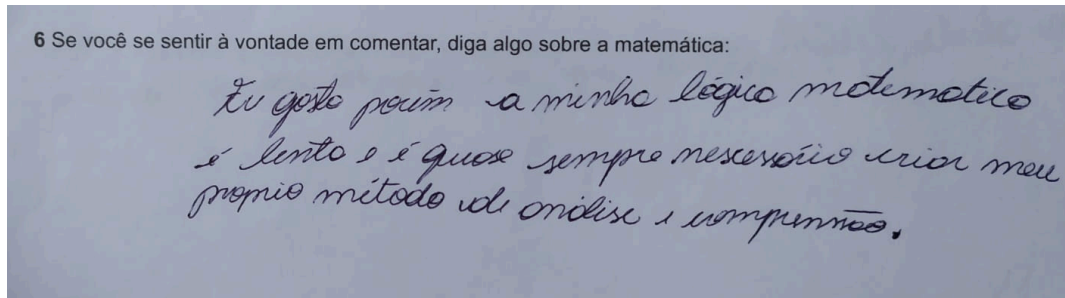 6 Se você se sentir à vontade em comentar, diga algo sobre a matemática:
Eu gosto porém a minha lógica matematica
é lenta e é quase sempre nescessário criar meu
proprio método de análise e compreensão.